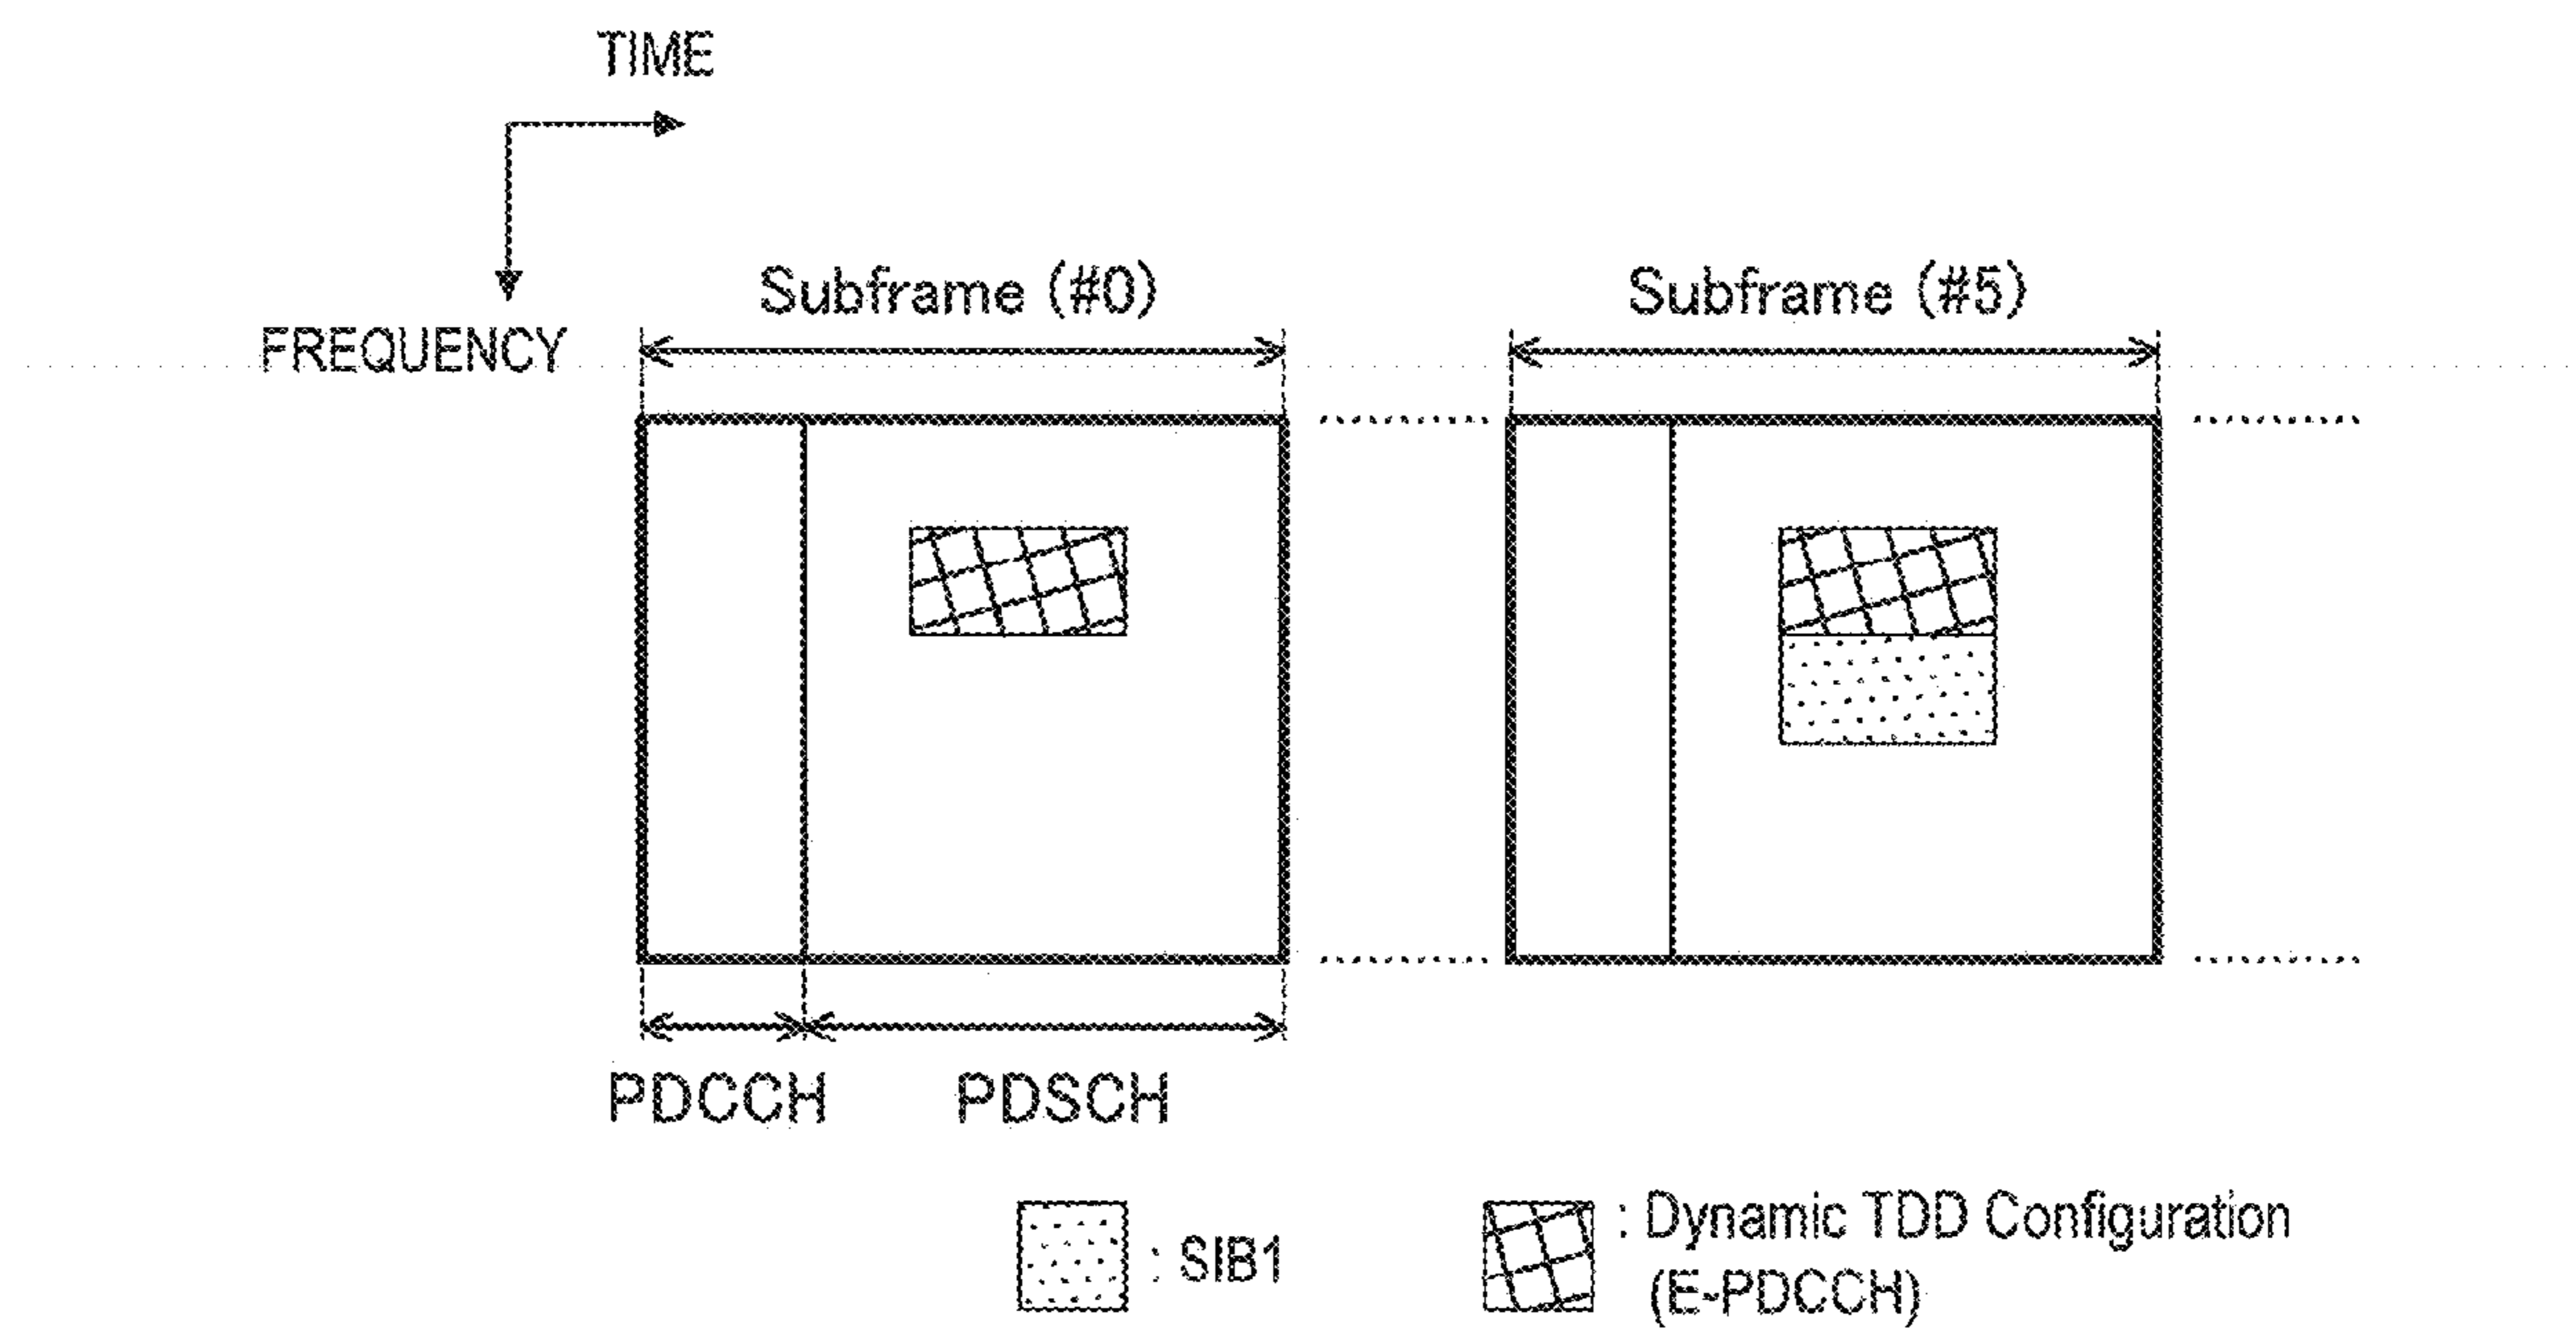 TIME
FREQUENCY
Subframe (#0)
Subframe (#5)
PDCCH
PDSCH
: SIB1
: Dynamic TDD Configuration
(E-PDCCH)